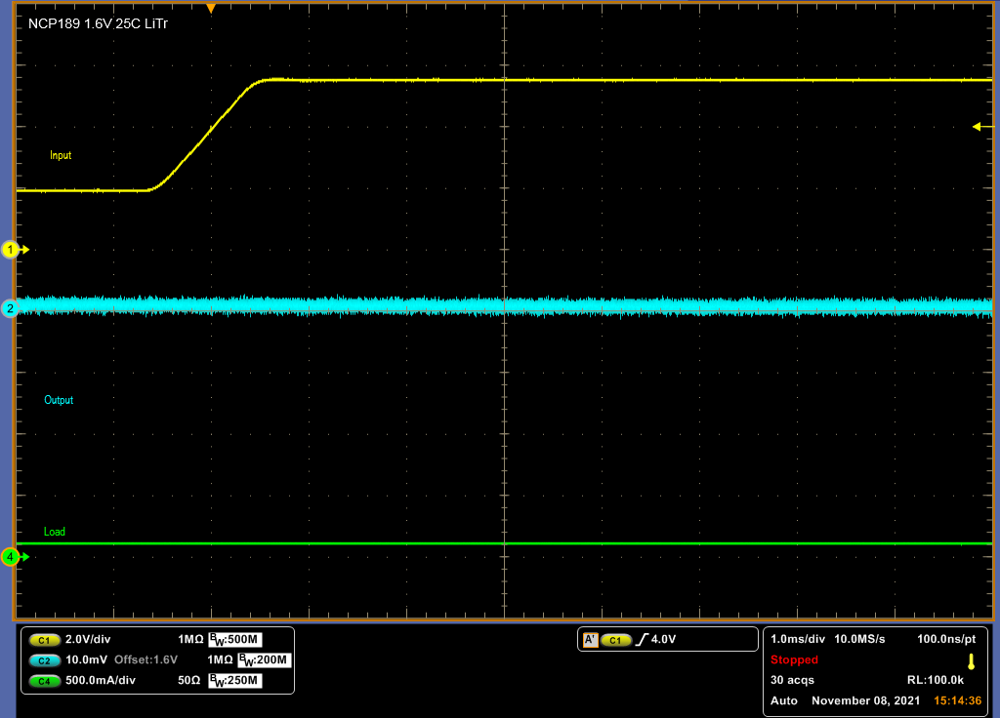 NCP189 1.6V 25C LiTr
Input
1
2
Output
Load
4
C1 2.0V/div 1MΩ BW:500M
C2 10.0mV Offset:1.6V 1MΩ BW:200M
C4 500.0mA/div 50Ω BW:250M
A' C1 4.0V
1.0ms/div 10.0MS/s 100.0ns/pt
Stopped
30 acqs RL:100.0k
Auto November 08, 2021 15:14:36